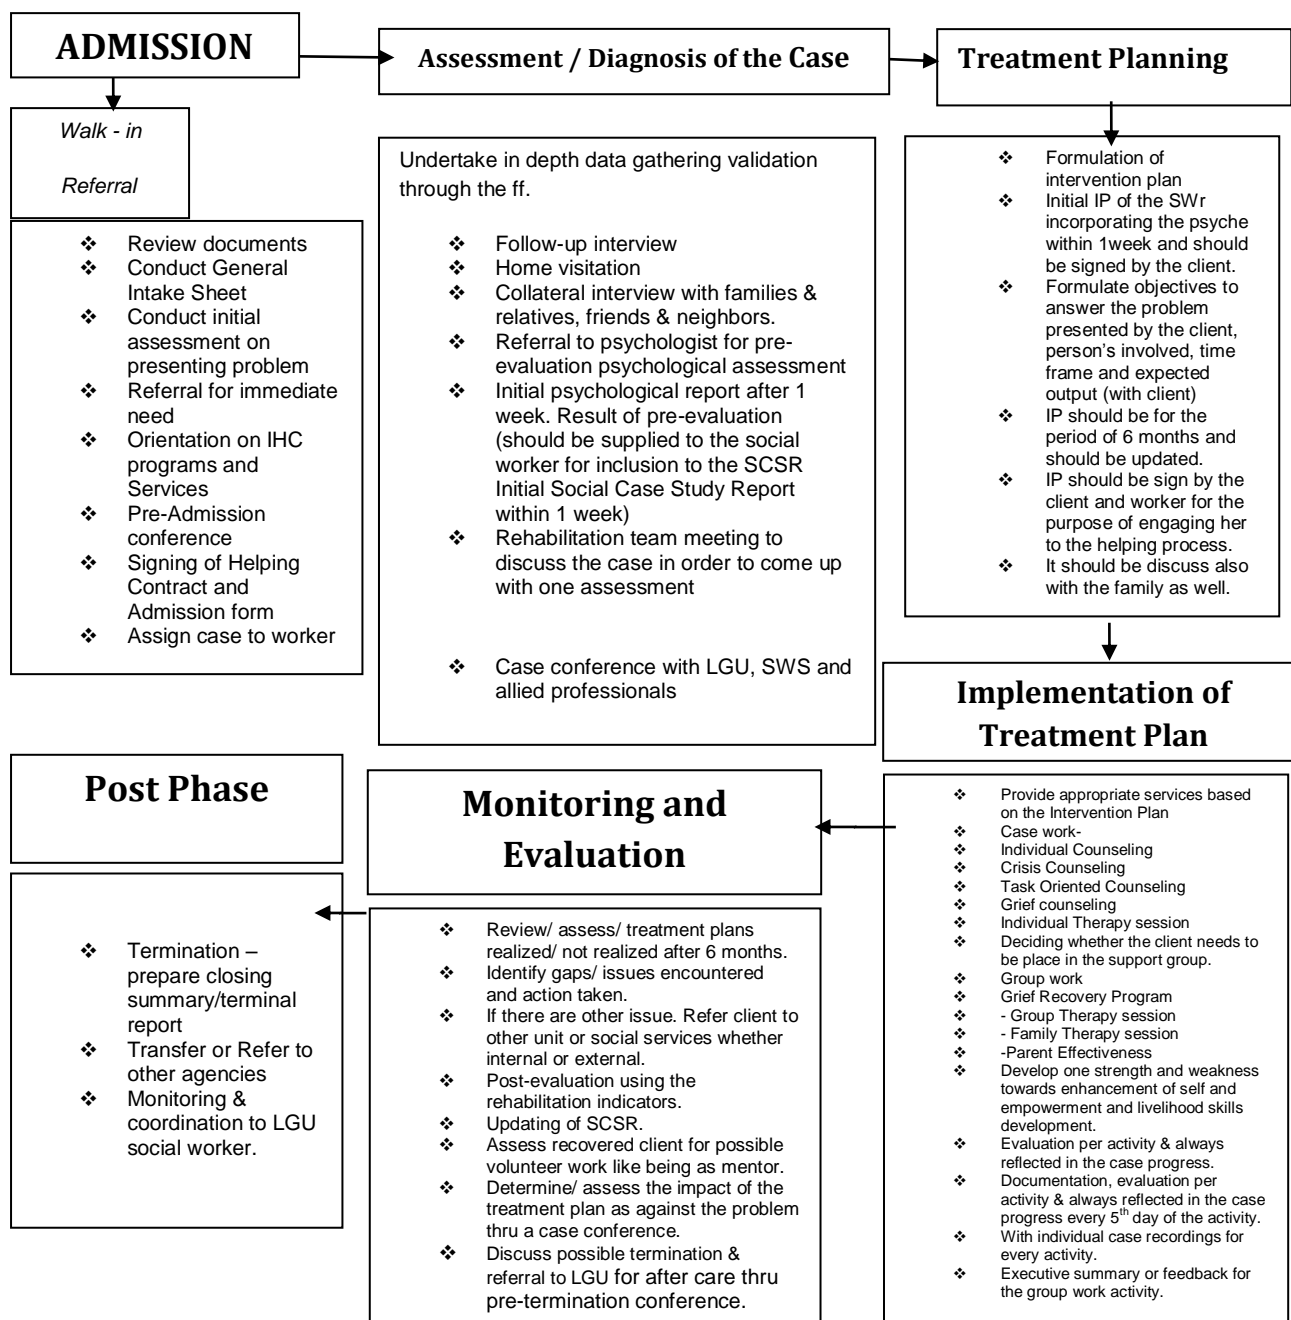 ADMISSION
Walk - in
Referral
❖ Review documents
❖ Conduct General
Intake Sheet
❖ Conduct initial
assessment on
presenting problem
❖ Referral for immediate
need
❖ Orientation on IHC
programs and
Services
❖ Pre-Admission
conference
❖ Signing of Helping
Contract and
Admission form
❖ Assign case to worker
Assessment / Diagnosis of the Case
Undertake in depth data gathering validation
through the ff.
❖ Follow-up interview
❖ Home visitation
❖ Collateral interview with families &
relatives, friends & neighbors.
❖ Referral to psychologist for pre-
evaluation psychological assessment
❖ Initial psychological report after 1
week. Result of pre-evaluation
(should be supplied to the social
worker for inclusion to the SCSR
Initial Social Case Study Report
within 1 week)
❖ Rehabilitation team meeting to
discuss the case in order to come up
with one assessment
❖ Case conference with LGU, SWS and
allied professionals
Treatment Planning
❖ Formulation of
intervention plan
❖ Initial IP of the SWr
incorporating the psyche
within 1week and should
be signed by the client.
❖ Formulate objectives to
answer the problem
presented by the client,
person's involved, time
frame and expected
output (with client)
❖ IP should be for the
period of 6 months and
should be updated.
❖ IP should be sign by the
client and worker for the
purpose of engaging her
to the helping process.
❖ It should be discuss also
with the family as well.
Implementation of
Treatment Plan
❖ Provide appropriate services based
on the Intervention Plan
❖ Case work-
❖ Individual Counseling
❖ Crisis Counseling
❖ Task Oriented Counseling
❖ Grief counseling
❖ Individual Therapy session
❖ Deciding whether the client needs to
be place in the support group.
❖ Group work
❖ Grief Recovery Program
❖ - Group Therapy session
❖ - Family Therapy session
❖ -Parent Effectiveness
❖ Develop one strength and weakness
towards enhancement of self and
empowerment and livelihood skills
development.
❖ Evaluation per activity & always
reflected in the case progress.
❖ Documentation, evaluation per
activity & always reflected in the case
progress every 5th day of the activity.
❖ With individual case recordings for
every activity.
❖ Executive summary or feedback for
the group work activity.
Monitoring and
Evaluation
❖ Review/ assess/ treatment plans
realized/ not realized after 6 months.
❖ Identify gaps/ issues encountered
and action taken.
❖ If there are other issue. Refer client to
other unit or social services whether
internal or external.
❖ Post-evaluation using the
rehabilitation indicators.
❖ Updating of SCSR.
❖ Assess recovered client for possible
volunteer work like being as mentor.
❖ Determine/ assess the impact of the
treatment plan as against the problem
thru a case conference.
❖ Discuss possible termination &
referral to LGU for after care thru
pre-termination conference.
Post Phase
❖ Termination –
prepare closing
summary/terminal
report
❖ Transfer or Refer to
other agencies
❖ Monitoring &
coordination to LGU
social worker.